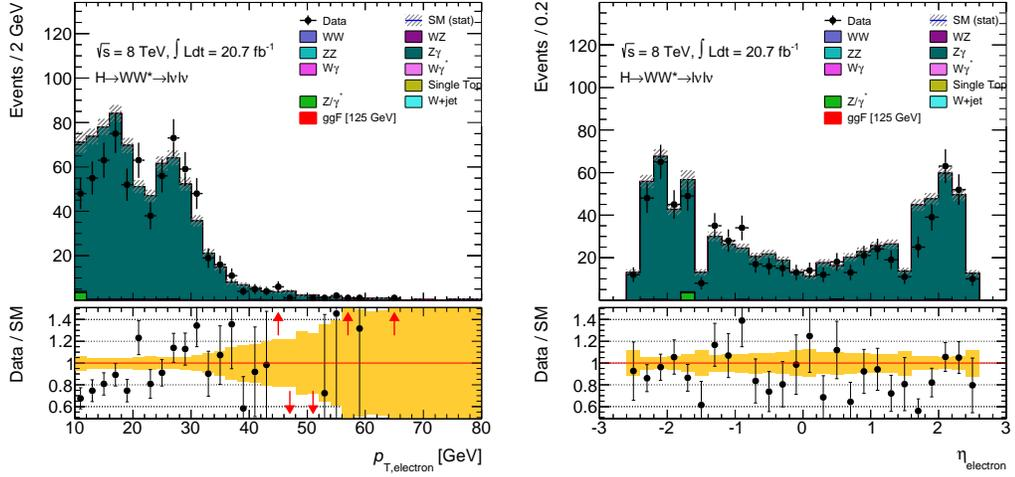 Events / 2 GeV
120
100
80
60
40
20
√s = 8 TeV, ∫ Ldt = 20.7 fb⁻¹
H→WW*→lνlν
Data
SM (stat)
WW
WZ
ZZ
Zγ
Wγ
Wγ*
Single Top
Z/γ*
W+jet
ggF [125 GeV]
Data / SM
1.4
1.2
1
0.8
0.6
10 20 30 40 50 60 70 80
p_T,electron [GeV]
Events / 0.2
120
100
80
60
40
20
√s = 8 TeV, ∫ Ldt = 20.7 fb⁻¹
H→WW*→lνlν
Data
SM (stat)
WW
WZ
ZZ
Zγ
Wγ
Wγ*
Single Top
Z/γ*
W+jet
ggF [125 GeV]
Data / SM
1.4
1.2
1
0.8
0.6
-3 -2 -1 0 1 2 3
η_electron